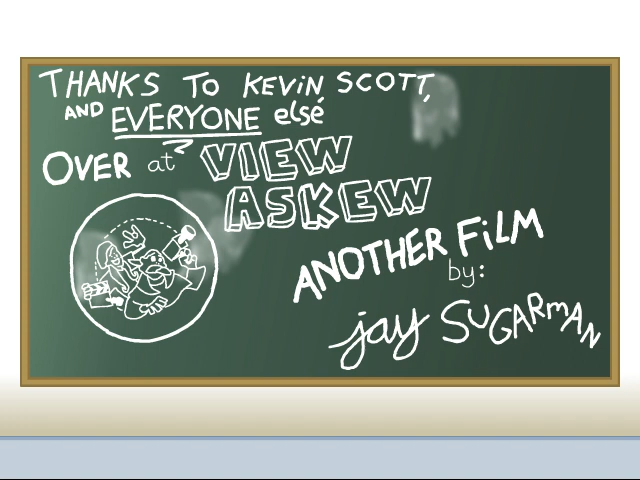 THANKS TO KEVIN, SCOTT,
AND EVERYONE else
OVER at VIEW
ASKEW
ANOTHER FiLM
by:
jay SUGARmAN